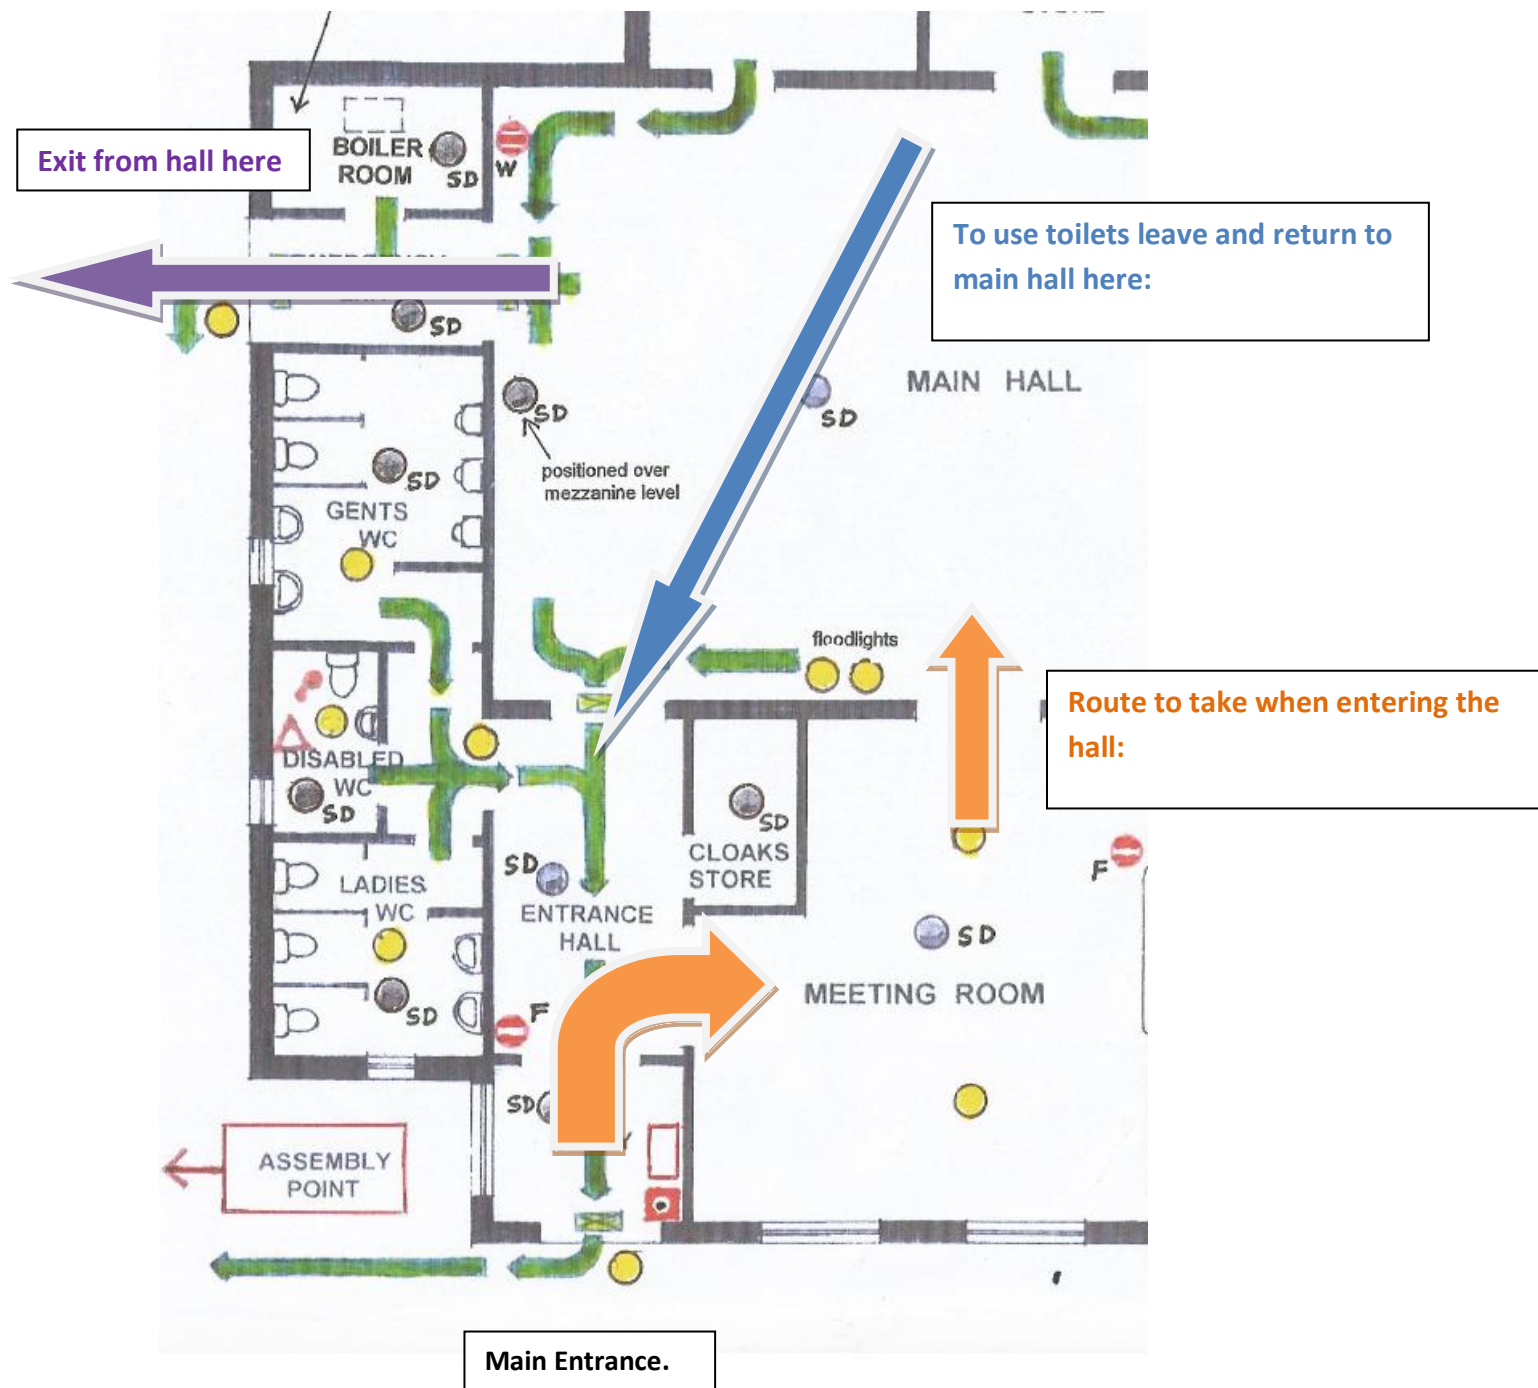 Exit from hall here
BOILER
ROOM
SD
W
To use toilets leave and return to
main hall here:
SD
MAIN HALL
SD
SD
positioned over
mezzanine level
SD
GENTS
WC
floodlights
Route to take when entering the
hall:
DISABLED
WC
SD
SD
CLOAKS
STORE
SD
F
LADIES
WC
ENTRANCE
HALL
SD
MEETING ROOM
SD
F
SD
ASSEMBLY
POINT
Main Entrance.